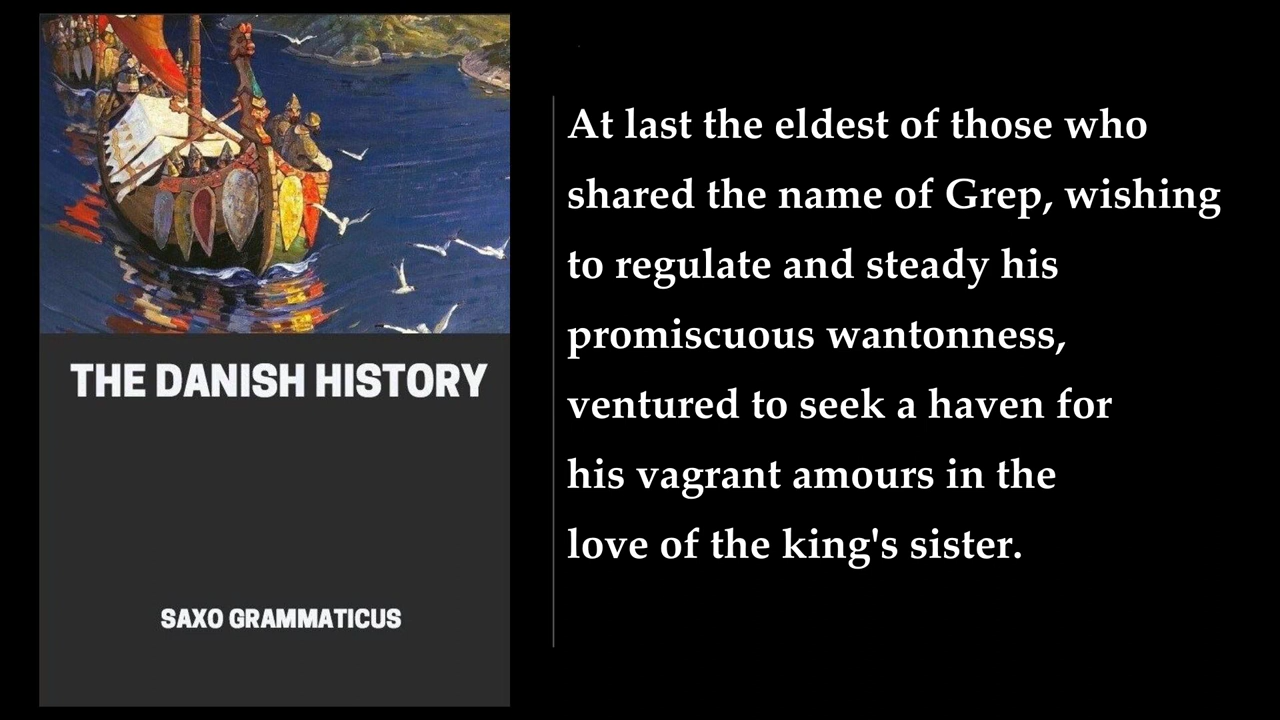 THE DANISH HISTORY
SAXO GRAMMATICUS
At last the eldest of those who
shared the name of Grep, wishing
to regulate and steady his
promiscuous wantonness,
ventured to seek a haven for
his vagrant amours in the
love of the king's sister.